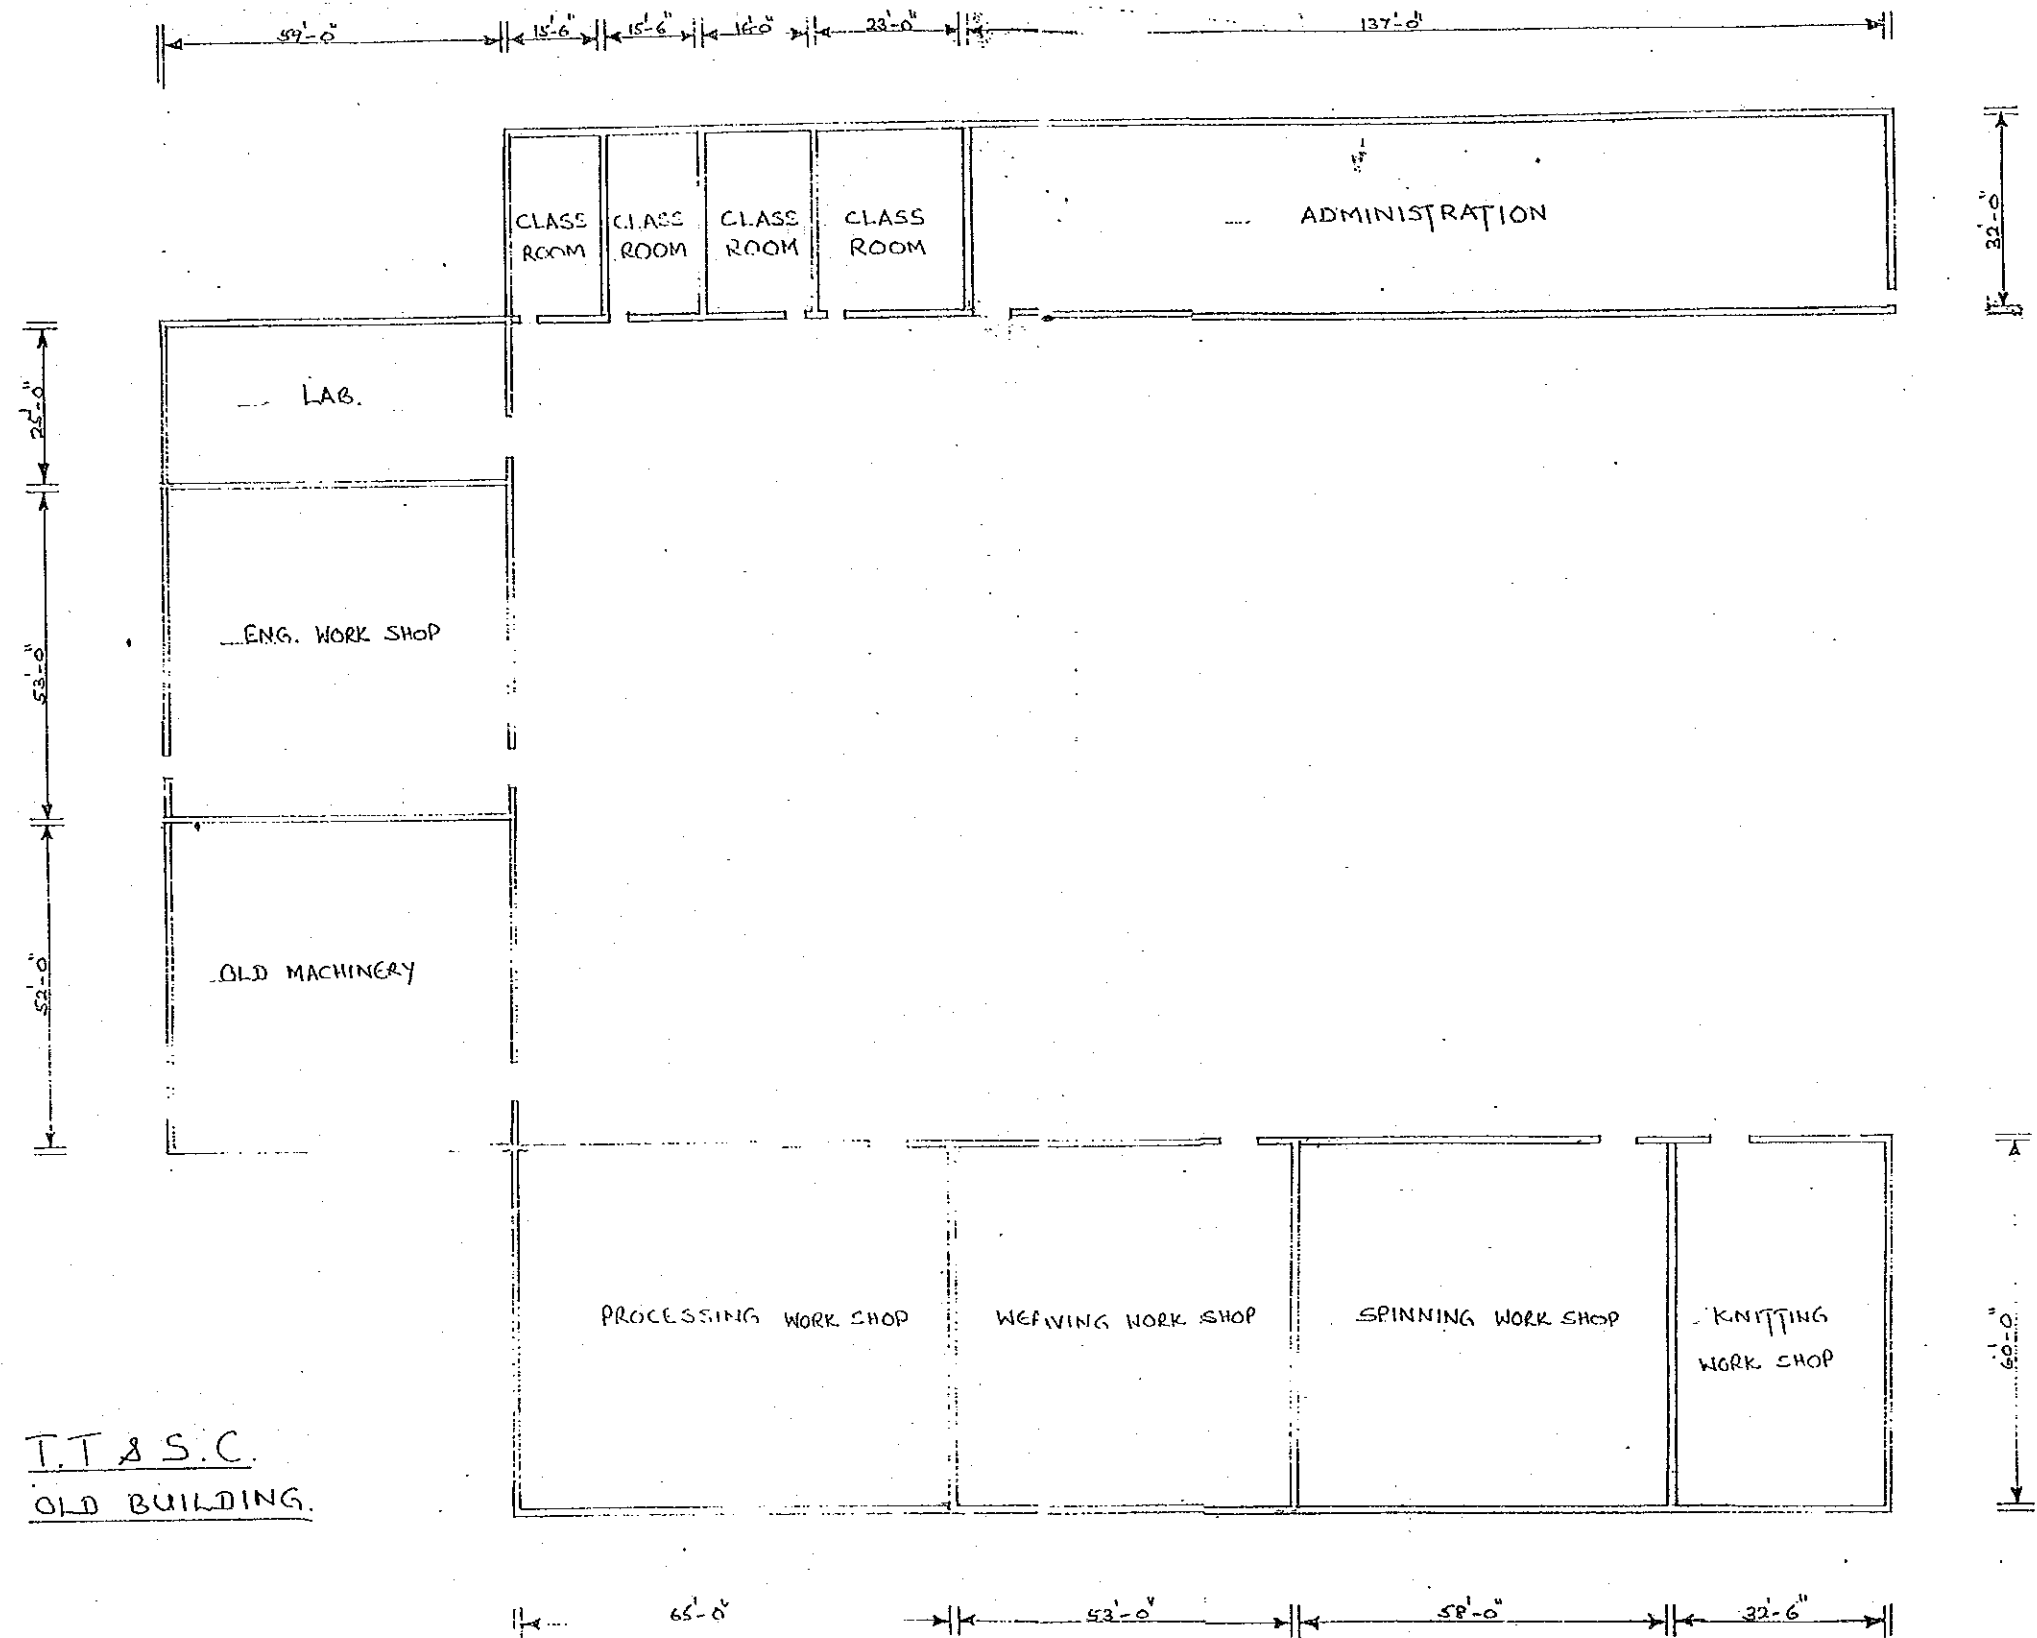 59'-0"
15'-6"
15'-6"
16'-0"
23'-0"
137'-0"
CLASS
ROOM
CLASS
ROOM
CLASS
ROOM
CLASS
ROOM
ADMINISTRATION
32'-0"
LAB.
25'-0"
ENG. WORK SHOP
53'-0"
OLD MACHINERY
52'-0"
PROCESSING WORK SHOP
WEAVING WORK SHOP
SPINNING WORK SHOP
KNITTING
WORK SHOP
60'-0"
T.T & S.C.
OLD BUILDING.
65'-0"
53'-0"
58'-0"
32'-6"